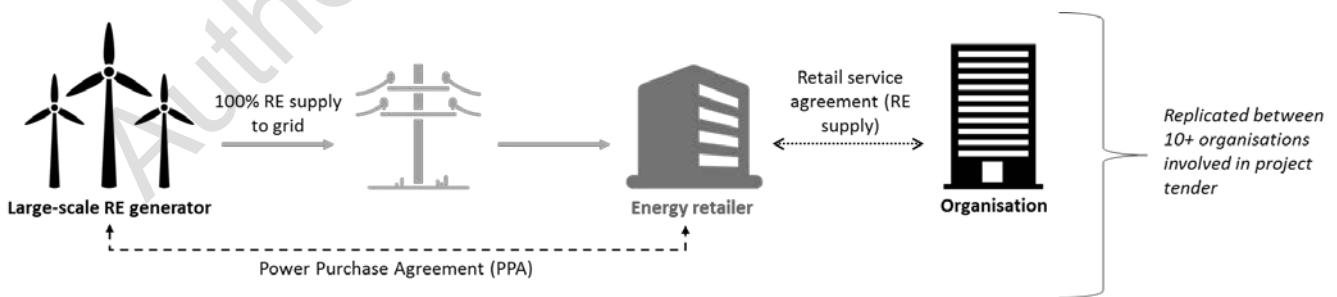 Autho
100% RE supply
to grid
Retail service
agreement (RE
supply)
Replicated between
10+ organisations
involved in project
tender
Large-scale RE generator
Energy retailer
Organisation
Power Purchase Agreement (PPA)